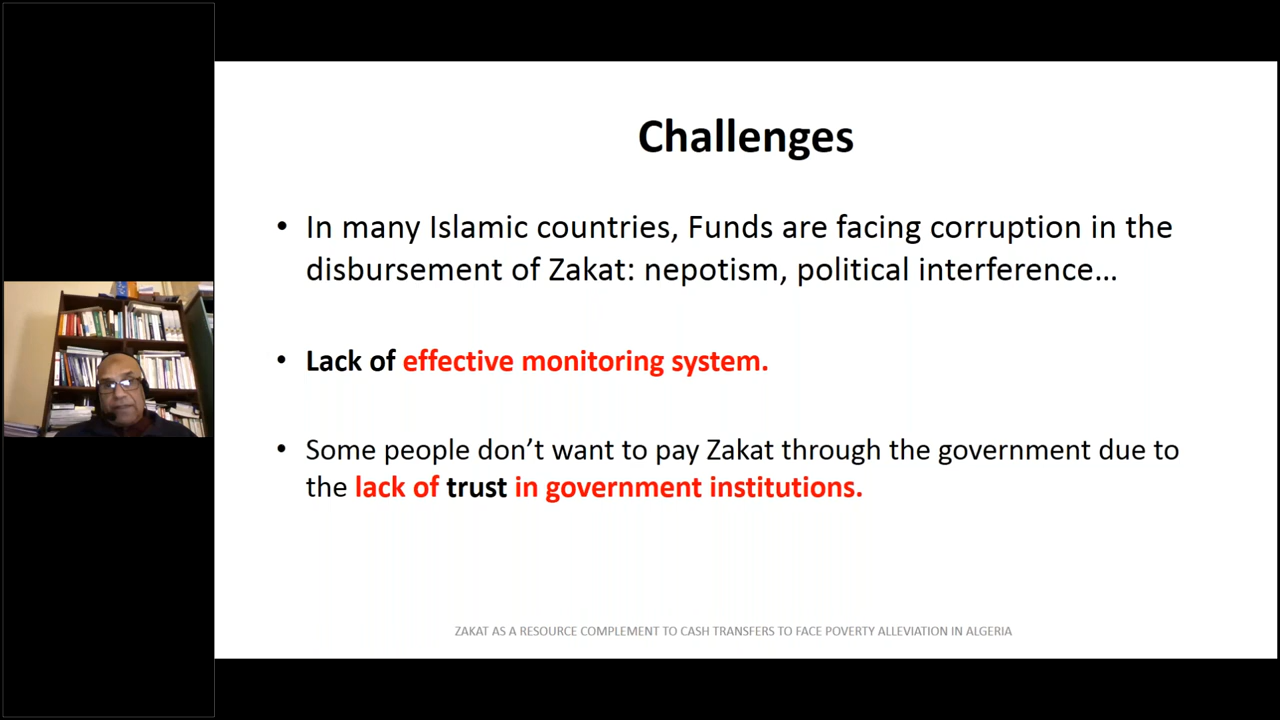 Challenges
• In many Islamic countries, Funds are facing corruption in the
disbursement of Zakat: nepotism, political interference…
• Lack of effective monitoring system.
• Some people don’t want to pay Zakat through the government due to
the lack of trust in government institutions.
ZAKAT AS A RESOURCE COMPLEMENT TO CASH TRANSFERS TO FACE POVERTY ALLEVIATION IN ALGERIA